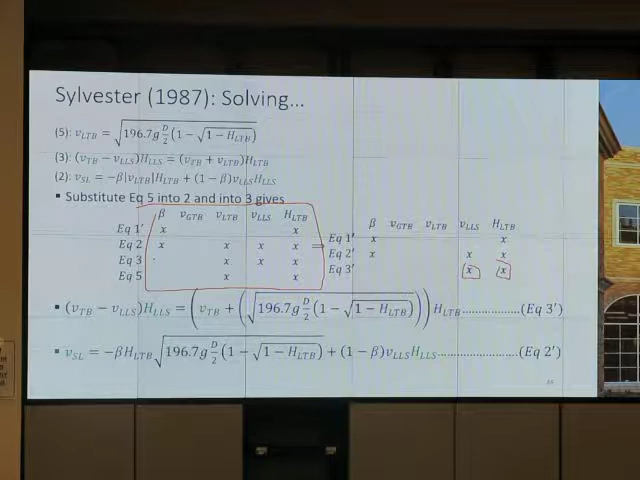 Sylvester (1987): Solving...
(5): v_LTB = √(196.7g D/2 (1 − √(1 − H_LTB)))
(3): (v_TB − v_LLS)H_LLS = (v_TB + v_LTB)H_LTB
(2): v_SL = −β|v_LTB|H_LTB + (1 − β)v_LLS H_LLS
▪ Substitute Eq 5 into 2 and into 3 gives
β v_GTB v_LTB v_LLS H_LTB
Eq 1' x x
Eq 2 x x x x
Eq 3 x x x
Eq 5 x x
β v_GTB v_LTB v_LLS H_LTB
Eq 1' x x
Eq 2' x x x
Eq 3' x x
▪ (v_TB − v_LLS)H_LLS = (v_TB + (√(196.7g D/2 (1 − √(1 − H_LTB))))) H_LTB...............(Eq 3')
▪ v_SL = −βH_LTB √(196.7g D/2 (1 − √(1 − H_LTB))) + (1 − β)v_LLS H_LLS.....................(Eq 2')